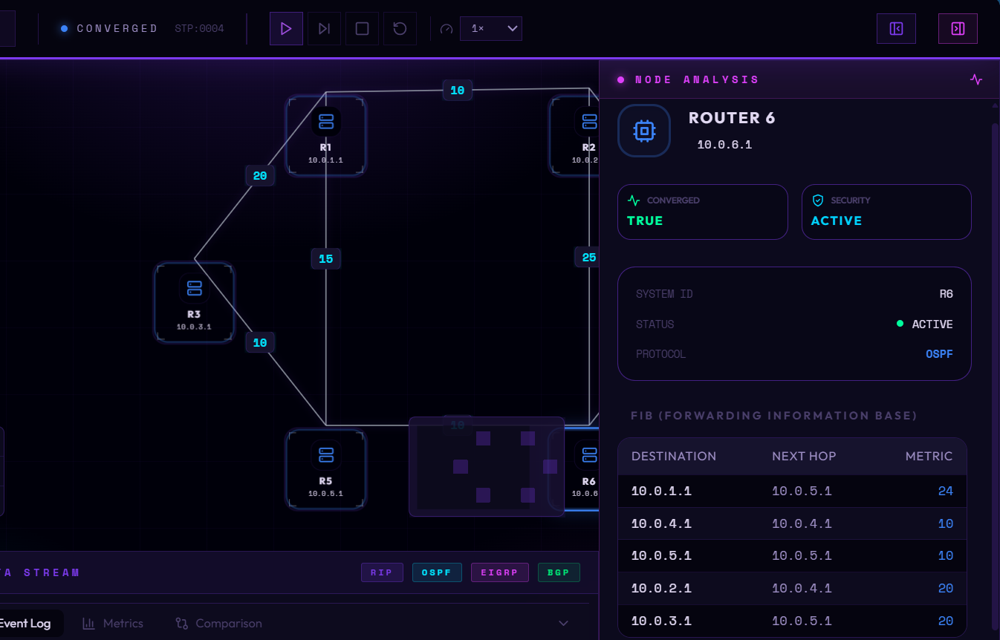 CONVERGED STP:0004 1×
NODE ANALYSIS
ROUTER 6
10.0.6.1
CONVERGED
TRUE
SECURITY
ACTIVE
SYSTEM ID R6
STATUS ACTIVE
PROTOCOL OSPF
FIB (FORWARDING INFORMATION BASE)
DESTINATION NEXT HOP METRIC
10.0.1.1 10.0.5.1 24
10.0.4.1 10.0.5.1 10
10.0.5.1 10.0.5.1 10
10.0.2.1 10.0.4.1 20
10.0.3.1 10.0.5.1 20
10
R1
10.0.1.1
R2
10.0.2
20
15
25
R3
10.0.3.1
10
10
R5
10.0.5.1
R6
10.0.6
TA STREAM RIP OSPF EIGRP BGP
Event Log Metrics Comparison